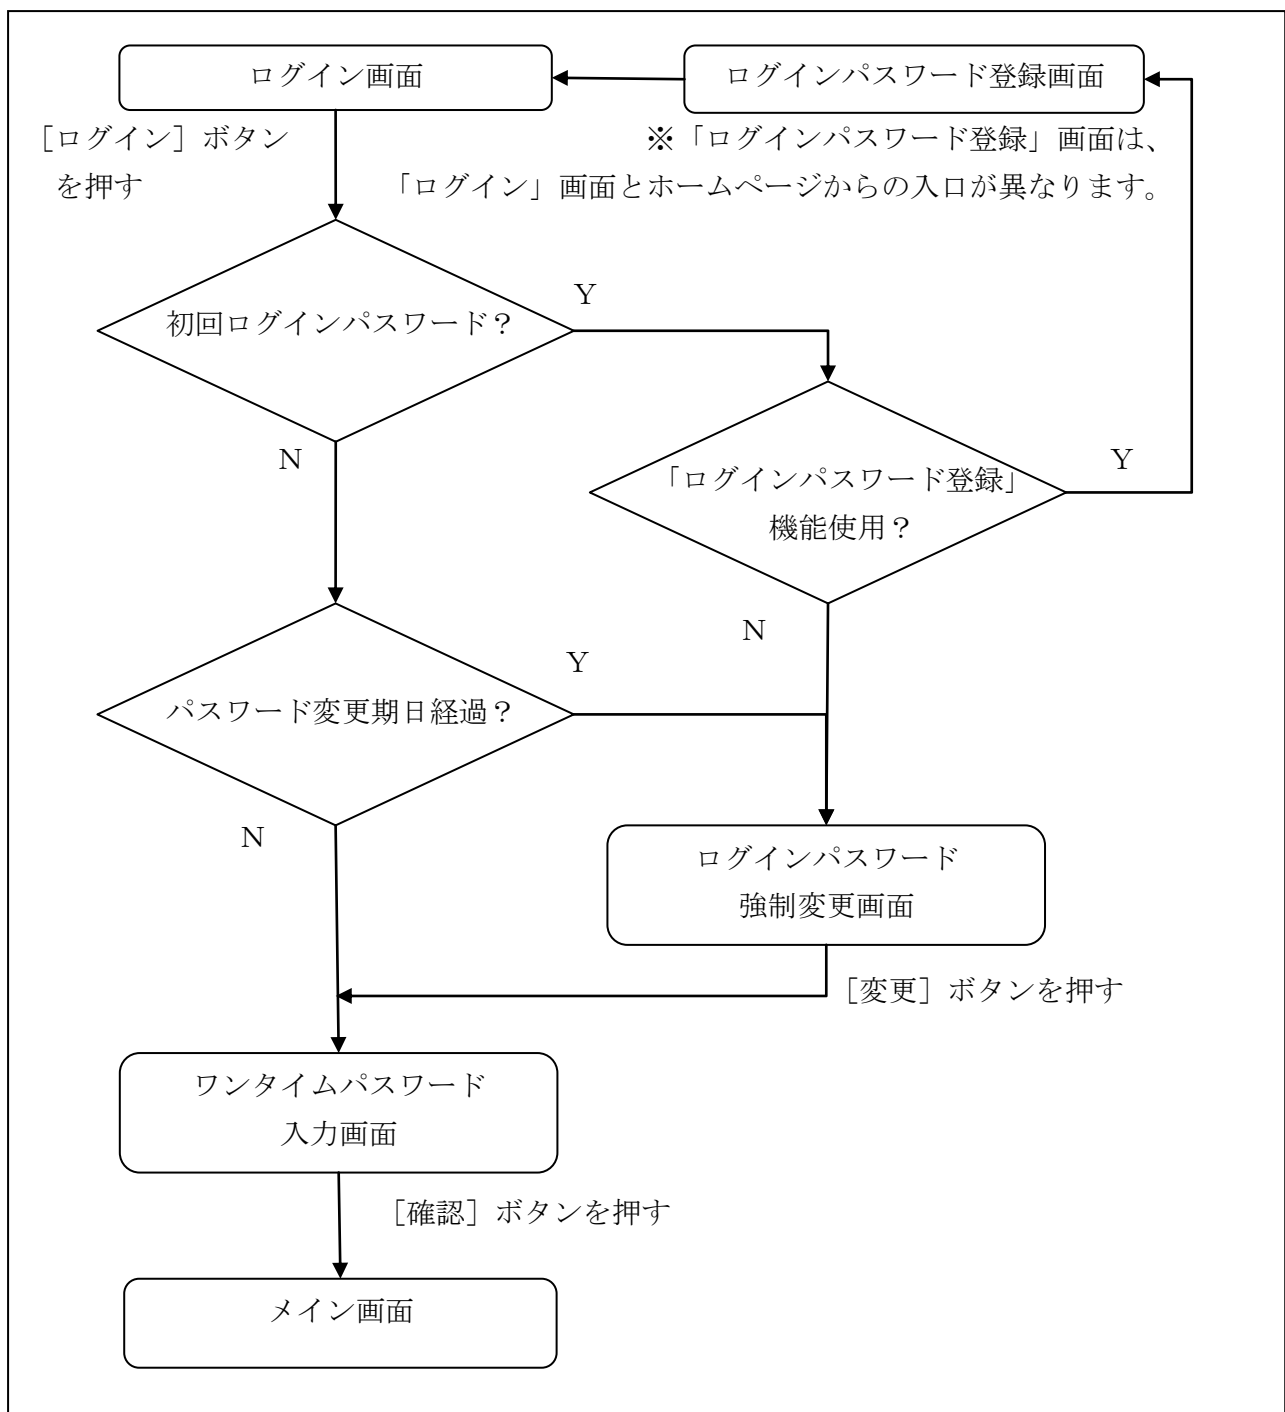 ログイン画面
ログインパスワード登録画面
［ログイン］ボタン
を押す
※「ログインパスワード登録」画面は、
「ログイン」画面とホームページからの入口が異なります。
初回ログインパスワード？
Y
N
「ログインパスワード登録」
機能使用？
Y
N
パスワード変更期日経過？
Y
N
ログインパスワード
強制変更画面
［変更］ボタンを押す
ワンタイムパスワード
入力画面
［確認］ボタンを押す
メイン画面